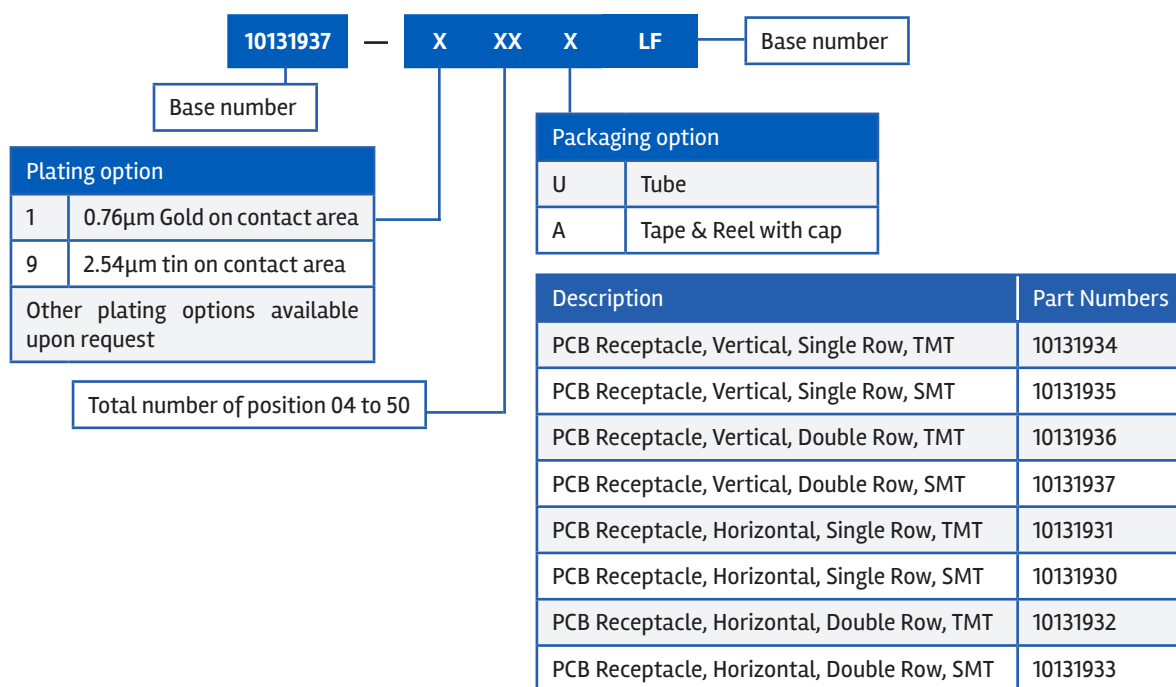 10131937 — X XX X LF
Base number
Base number
Plating option
1 0.76µm Gold on contact area
9 2.54µm tin on contact area
Other plating options available
upon request
Total number of position 04 to 50
Packaging option
U Tube
A Tape & Reel with cap
Description Part Numbers
PCB Receptacle, Vertical, Single Row, TMT 10131934
PCB Receptacle, Vertical, Single Row, SMT 10131935
PCB Receptacle, Vertical, Double Row, TMT 10131936
PCB Receptacle, Vertical, Double Row, SMT 10131937
PCB Receptacle, Horizontal, Single Row, TMT 10131931
PCB Receptacle, Horizontal, Single Row, SMT 10131930
PCB Receptacle, Horizontal, Double Row, TMT 10131932
PCB Receptacle, Horizontal, Double Row, SMT 10131933